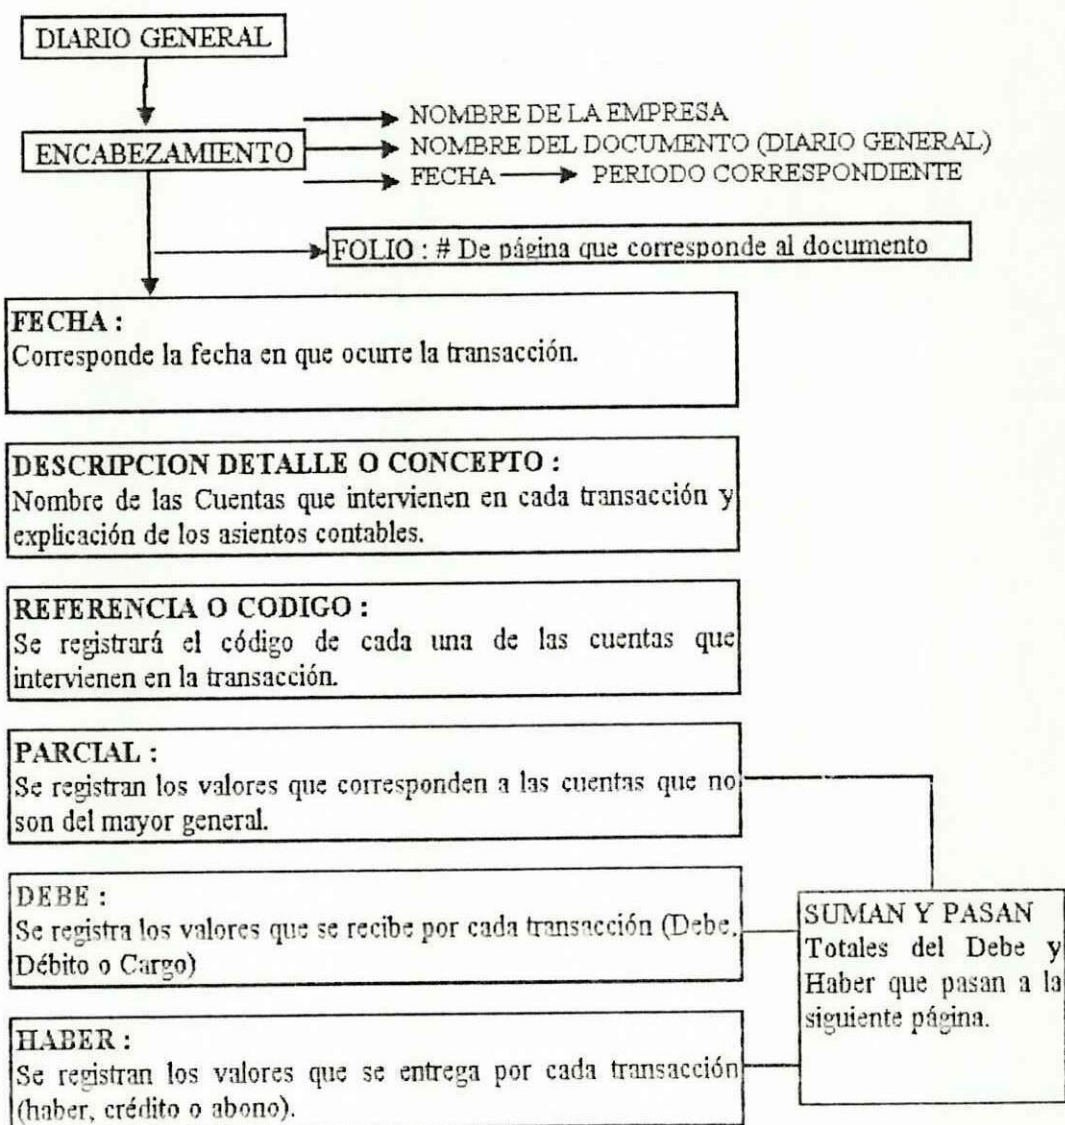 DIARIO GENERAL
ENCABEZAMIENTO
NOMBRE DE LA EMPRESA
NOMBRE DEL DOCUMENTO (DIARIO GENERAL)
FECHA
PERIODO CORRESPONDIENTE
FOLIO : # De página que corresponde al documento
FECHA :
Corresponde la fecha en que ocurre la transacción.
DESCRIPCION DETALLE O CONCEPTO :
Nombre de las Cuentas que intervienen en cada transacción y
explicación de los asientos contables.
REFERENCIA O CODIGO :
Se registrará el código de cada una de las cuentas que
intervienen en la transacción.
PARCIAL :
Se registran los valores que corresponden a las cuentas que no
son del mayor general.
DEBE :
Se registra los valores que se recibe por cada transacción (Debe,
Débito o Cargo)
HABER :
Se registran los valores que se entrega por cada transacción
(haber, crédito o abono).
SUMAN Y PASAN
Totales del Debe y
Haber que pasan a la
siguiente página.